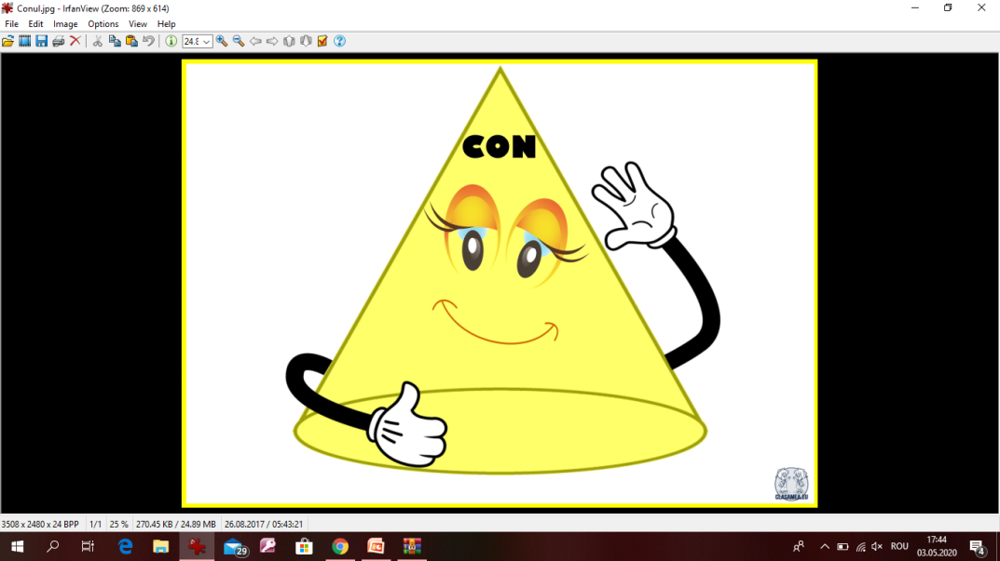 Conul.jpg - IrfanView (Zoom: 869 x 614)
File Edit Image Options View Help
24.8
CON
CLASAMEA.EU
3508 x 2480 x 24 BPP 1/1 25 % 270.45 KB / 24.89 MB 26.08.2017 / 05:43:21
29
ROU
17:44
03.05.2020
4